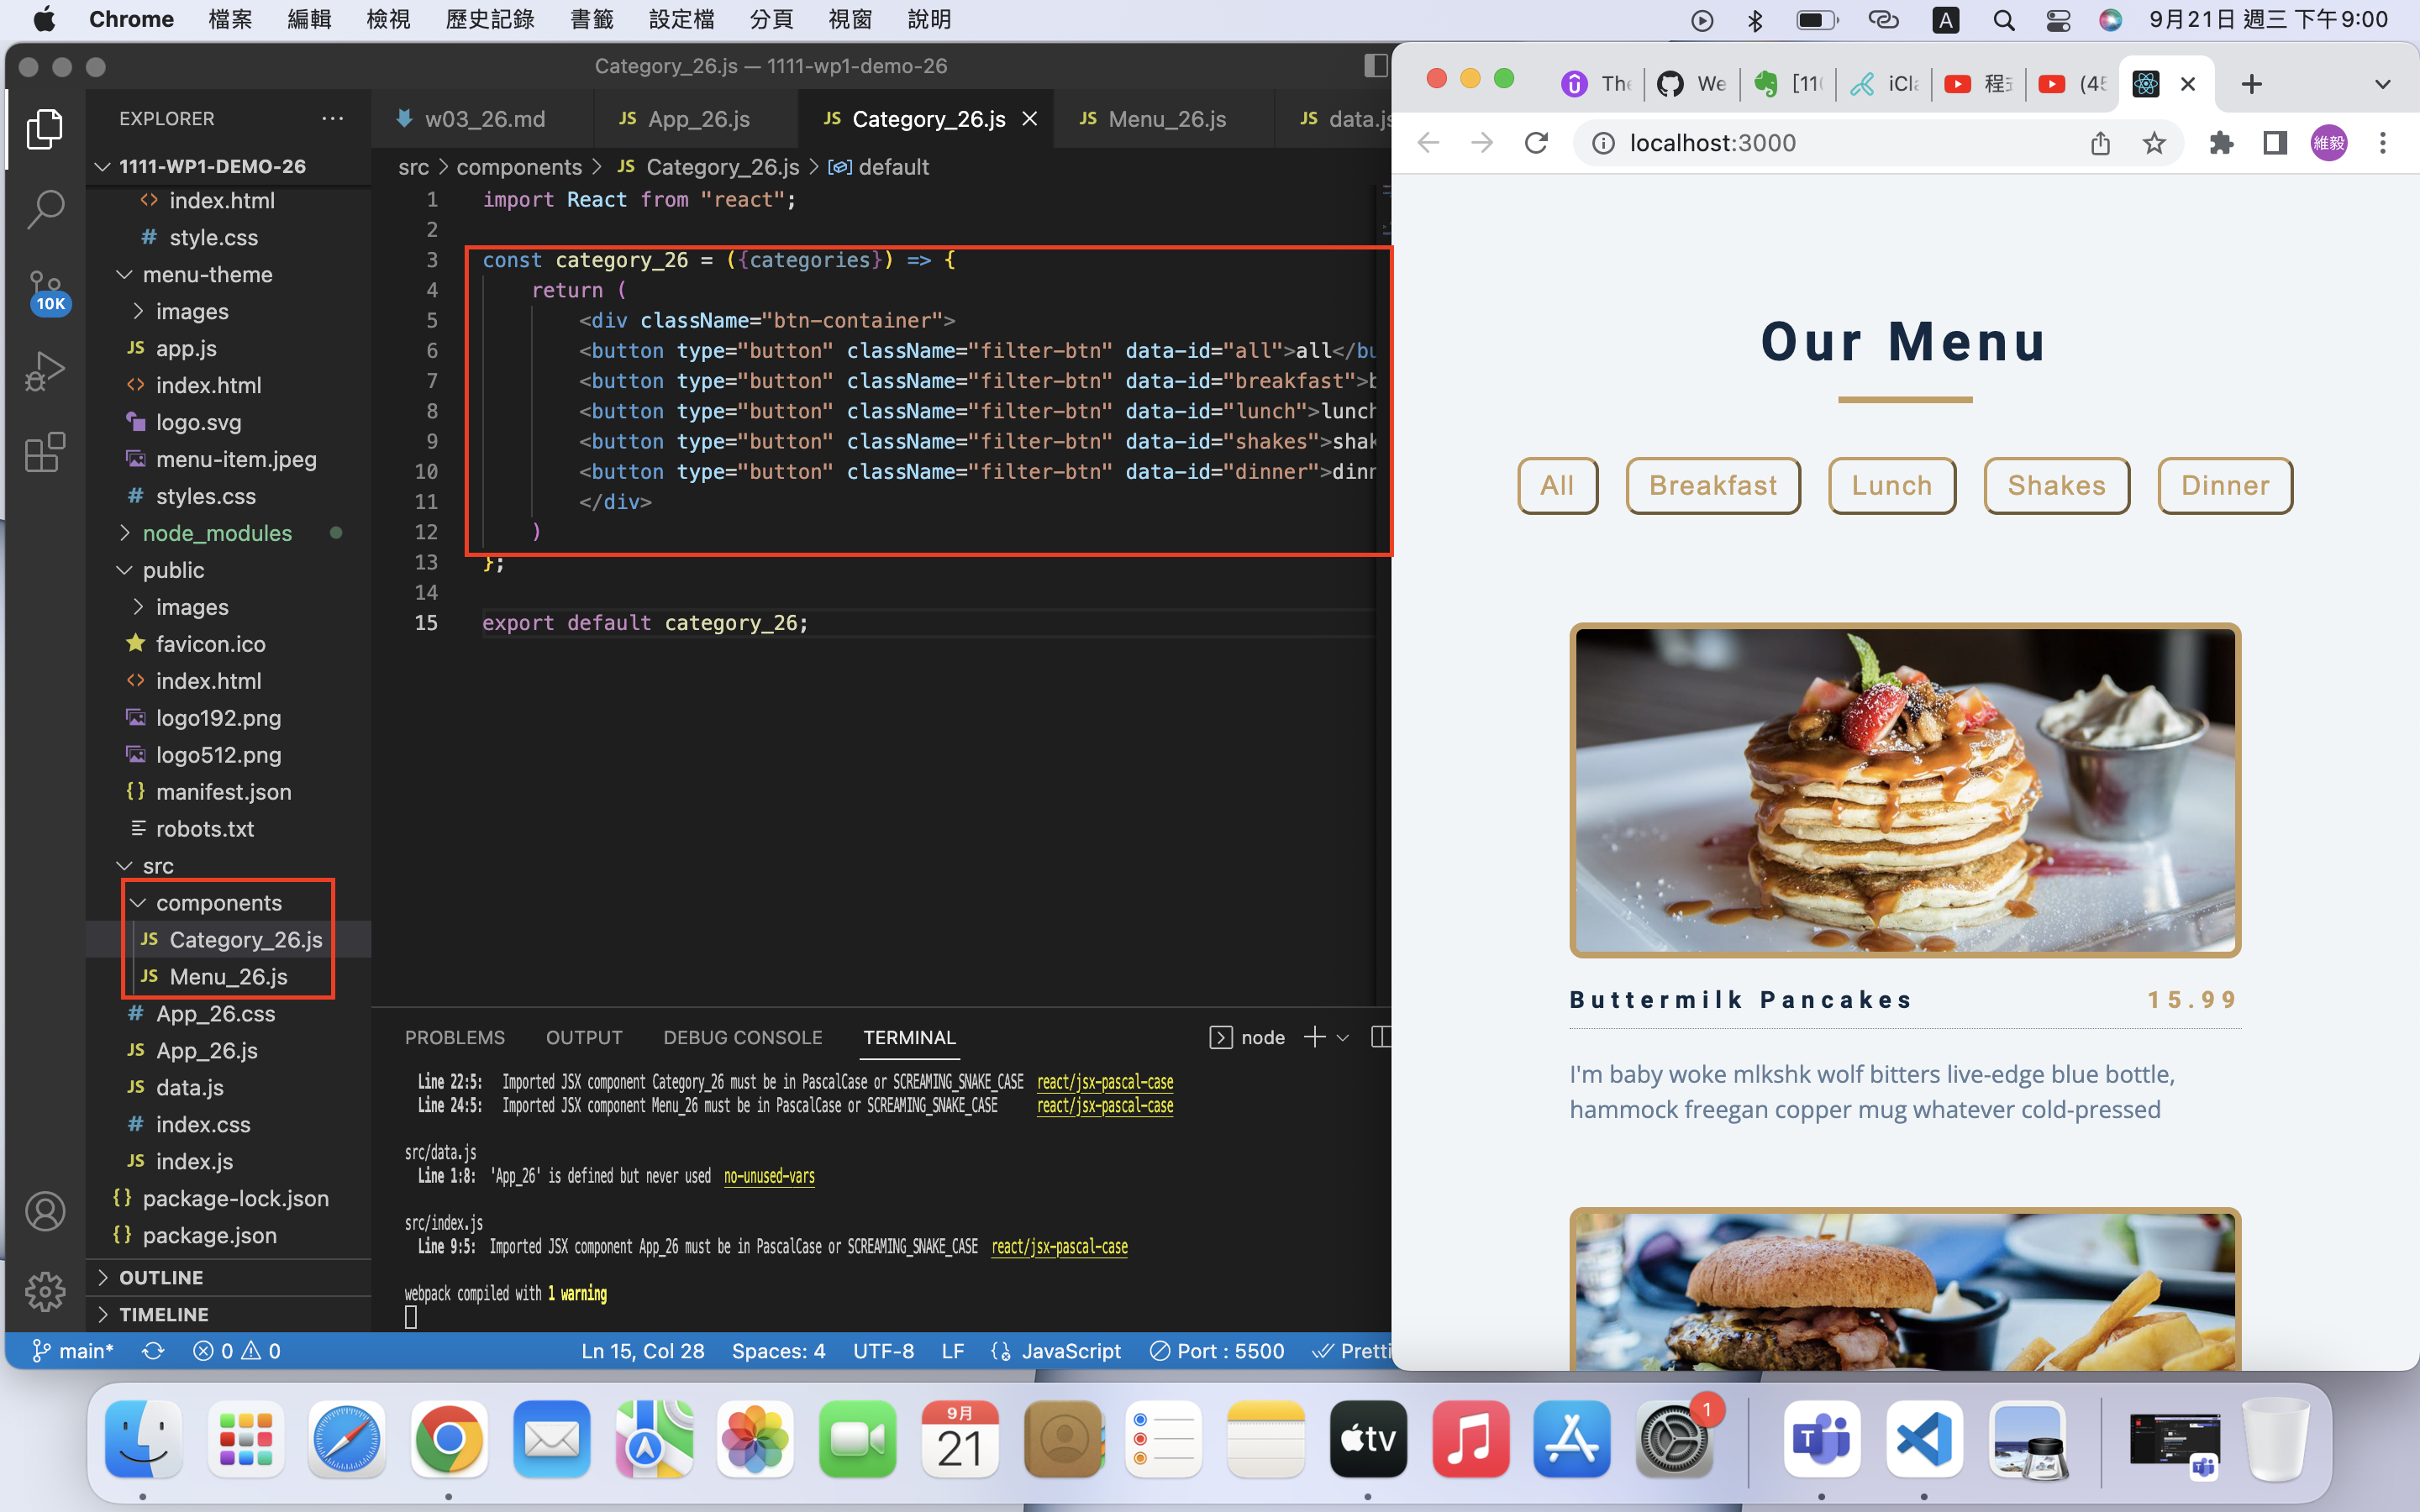 Chrome 檔案 編輯 檢視 歷史記錄 書籤 設定檔 分頁 視窗 說明
A 9月21日 週三 下午9:00
Category_26.js — 1111-wp1-demo-26
EXPLORER
1111-WP1-DEMO-26
index.html
style.css
menu-theme
images
app.js
index.html
logo.svg
menu-item.jpeg
styles.css
node_modules
public
images
favicon.ico
index.html
logo192.png
logo512.png
manifest.json
robots.txt
src
components
JS Category_26.js
JS Menu_26.js
# App_26.css
JS App_26.js
JS data.js
# index.css
JS index.js
{} package-lock.json
{} package.json
OUTLINE
TIMELINE
10K
w03_26.md JS App_26.js JS Category_26.js JS Menu_26.js JS data.js
src > components > JS Category_26.js > default
1 import React from "react";
2
3 const category_26 = ({categories}) => {
4 return (
5 <div className="btn-container">
6 <button type="button" className="filter-btn" data-id="all">all</bu
7 <button type="button" className="filter-btn" data-id="breakfast">b
8 <button type="button" className="filter-btn" data-id="lunch">lunch
9 <button type="button" className="filter-btn" data-id="shakes">shak
10 <button type="button" className="filter-btn" data-id="dinner">dinn
11 </div>
12 )
13 };
14
15 export default category_26;
PROBLEMS OUTPUT DEBUG CONSOLE TERMINAL node
Line 22:5: Imported JSX component Category_26 must be in PascalCase or SCREAMING_SNAKE_CASE react/jsx-pascal-case
Line 24:5: Imported JSX component Menu_26 must be in PascalCase or SCREAMING_SNAKE_CASE react/jsx-pascal-case
src/data.js
Line 1:8: 'App_26' is defined but never used no-unused-vars
src/index.js
Line 9:5: Imported JSX component App_26 must be in PascalCase or SCREAMING_SNAKE_CASE react/jsx-pascal-case
webpack compiled with 1 warning
main* 0 0 Ln 15, Col 28 Spaces: 4 UTF-8 LF JavaScript Port : 5500 Pretti
The We [110 iCla 程式 (45
localhost:3000
維毅
Our Menu
All Breakfast Lunch Shakes Dinner
Buttermilk Pancakes 15.99
I'm baby woke mlkshk wolf bitters live-edge blue bottle,
hammock freegan copper mug whatever cold-pressed
9月
21
tv
1